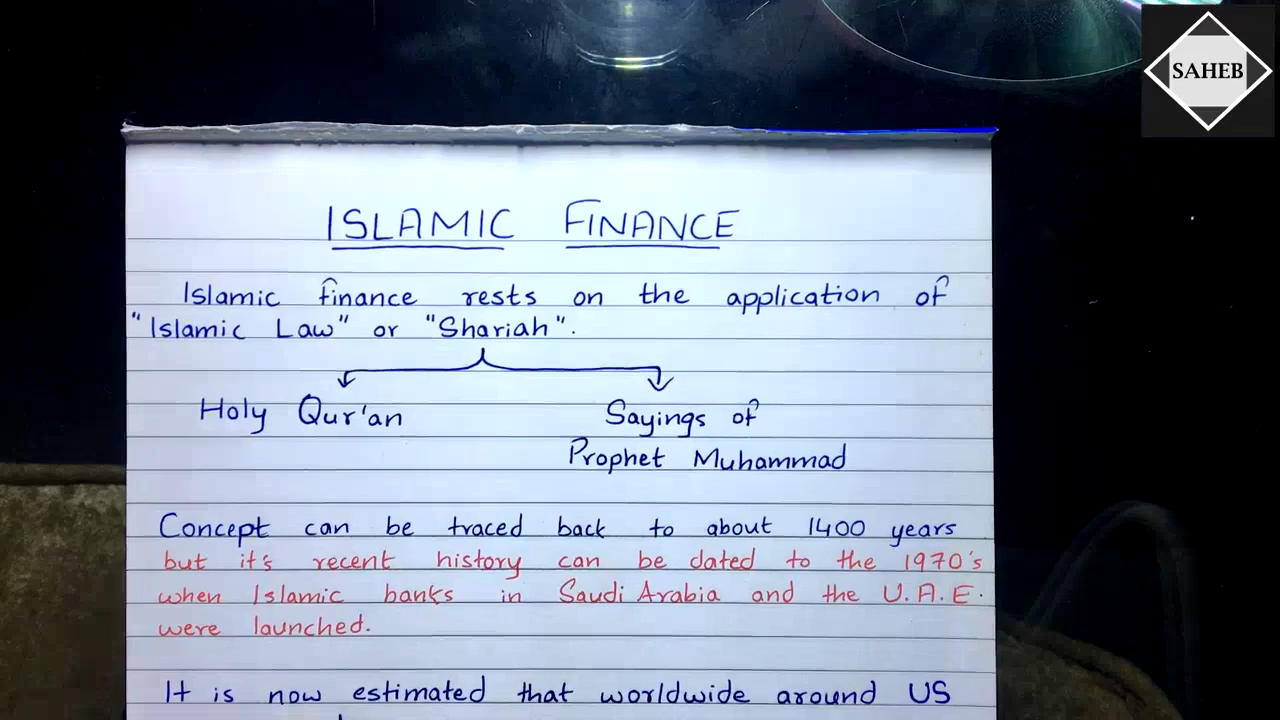 SAHEB
ISLAMIC FINANCE
Islamic finance rests on the application of
"Islamic Law" or "Shariah".
Holy Qur'an
Sayings of
Prophet Muhammad
Concept can be traced back to about 1400 years
but it's recent history can be dated to the 1970's
when Islamic banks in Saudi Arabia and the U.A.E.
were launched.
It is now estimated that worldwide around US